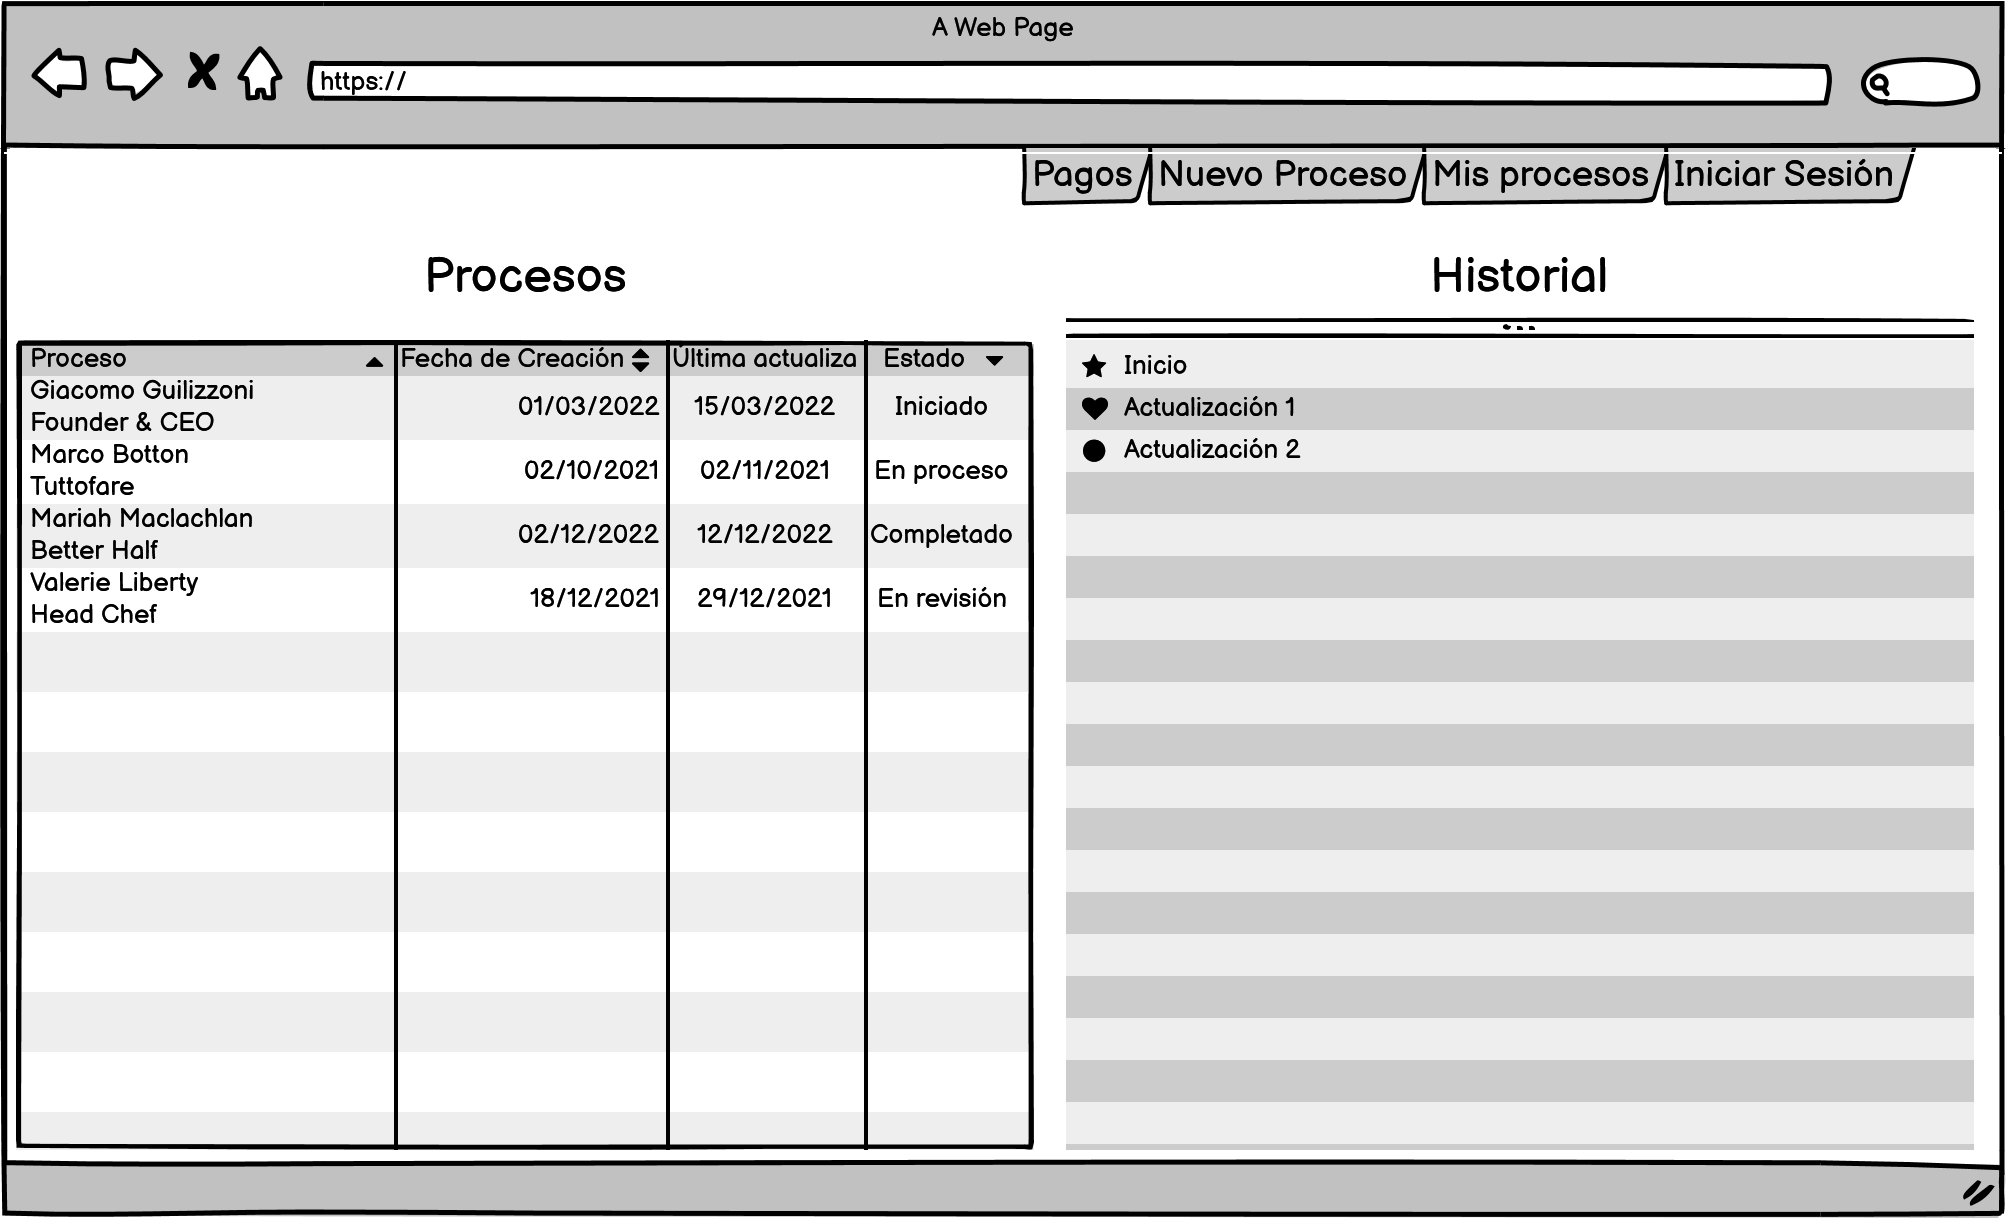 A Web Page
https://
Pagos
Nuevo Proceso
Mis procesos
Iniciar Sesión
Procesos
Historial
Proceso
Fecha de Creación
Última actualiza
Estado
Giacomo Guilizzoni
Founder & CEO
01/03/2022
15/03/2022
Iniciado
Marco Botton
Tuttofare
02/10/2021
02/11/2021
En proceso
Mariah Maclachlan
Better Half
02/12/2022
12/12/2022
Completado
Valerie Liberty
Head Chef
18/12/2021
29/12/2021
En revisión
Inicio
Actualización 1
Actualización 2